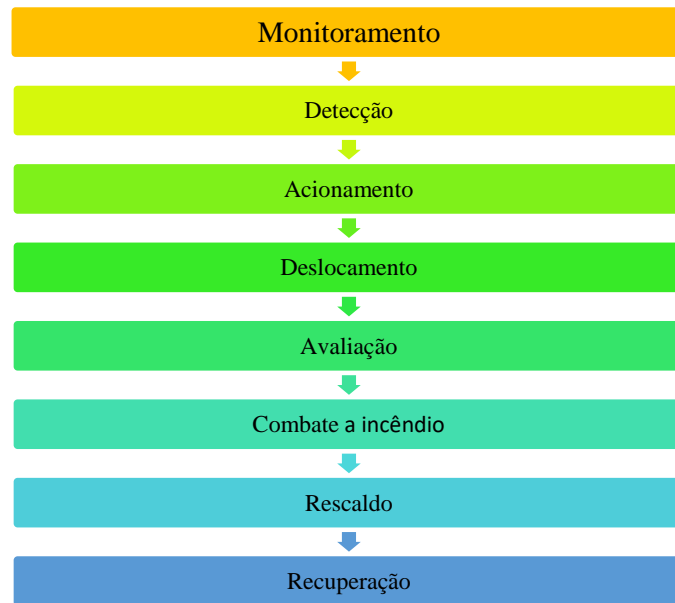 Monitoramento
Detecção
Acionamento
Deslocamento
Avaliação
Combate a incêndio
Rescaldo
Recuperação